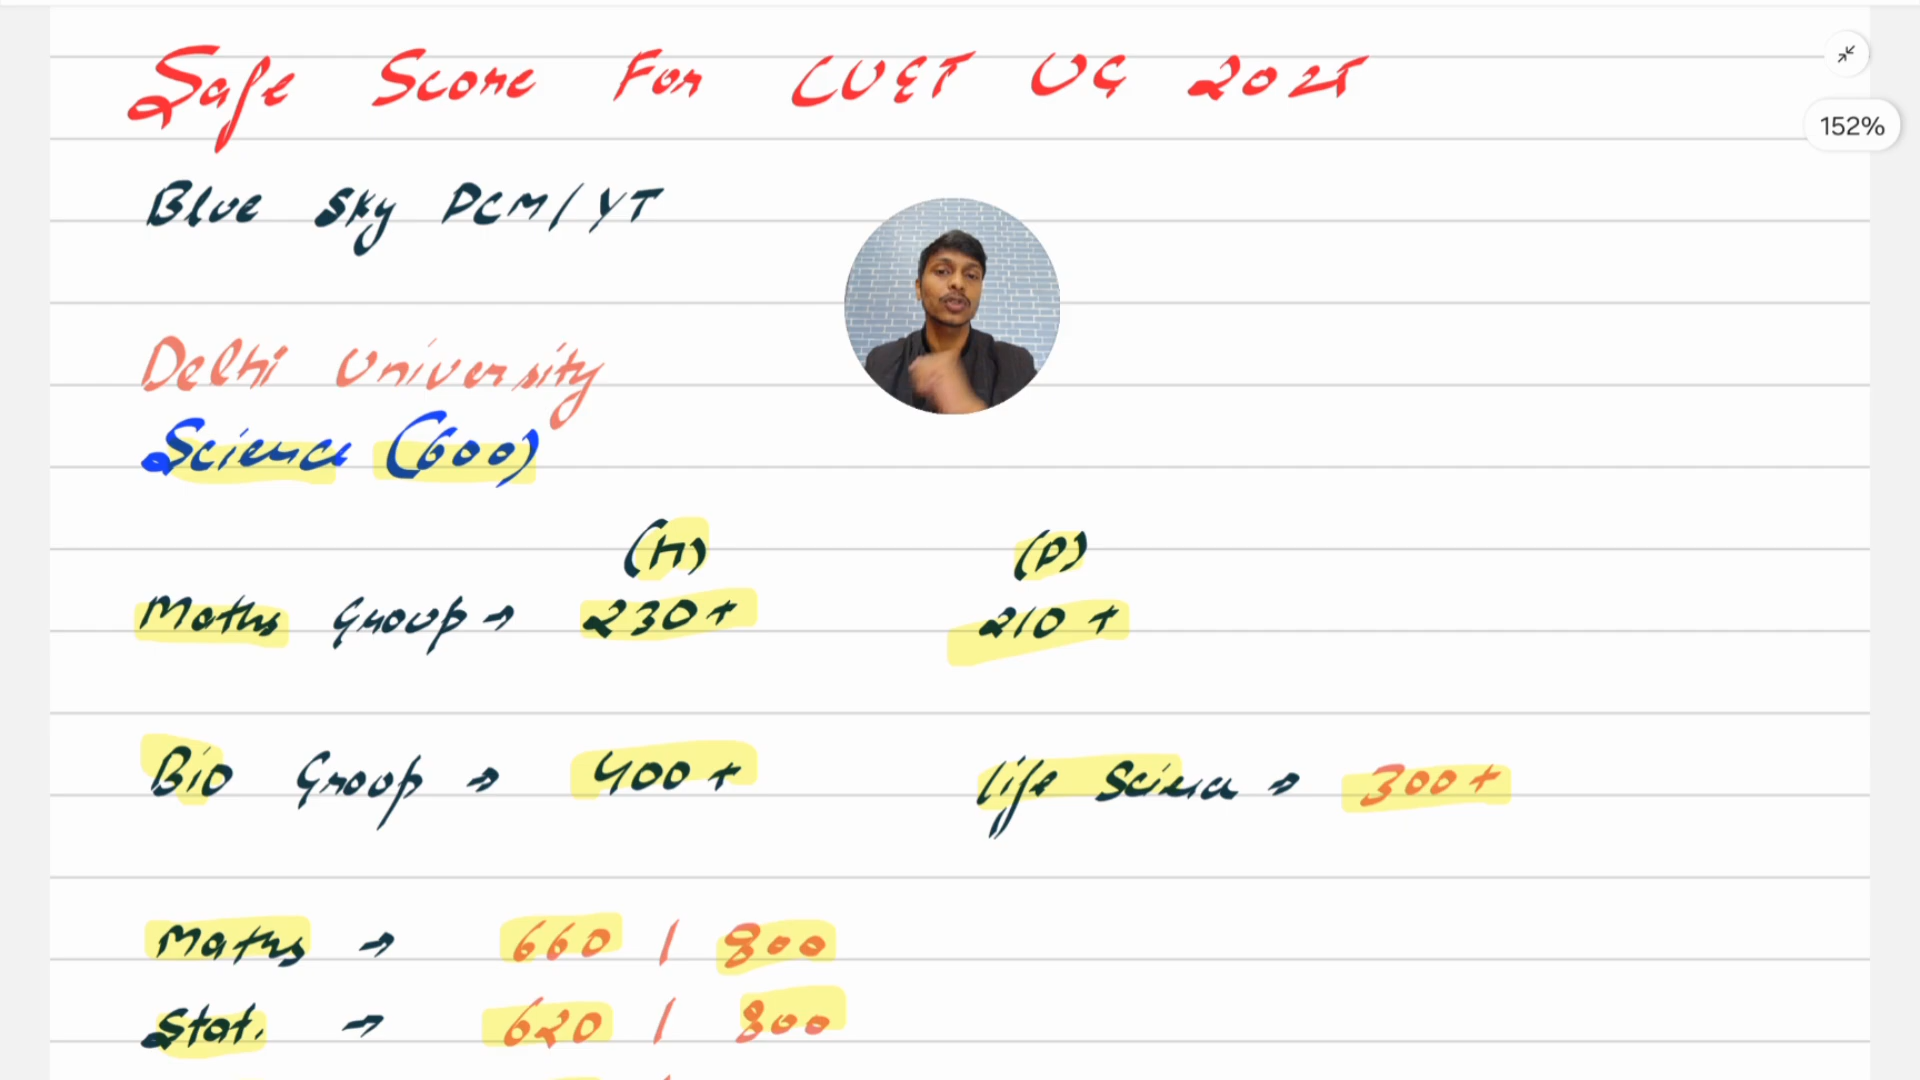 Safe Score For CUET UG 2025
152%
Blue Sky PCM/YT
Delhi University
Science (600)
(H) (P)
Maths Group → 230+ 210+
Bio Group → 400+ Life Science → 300+
Maths → 660 / 800
Stat. → 620 / 800